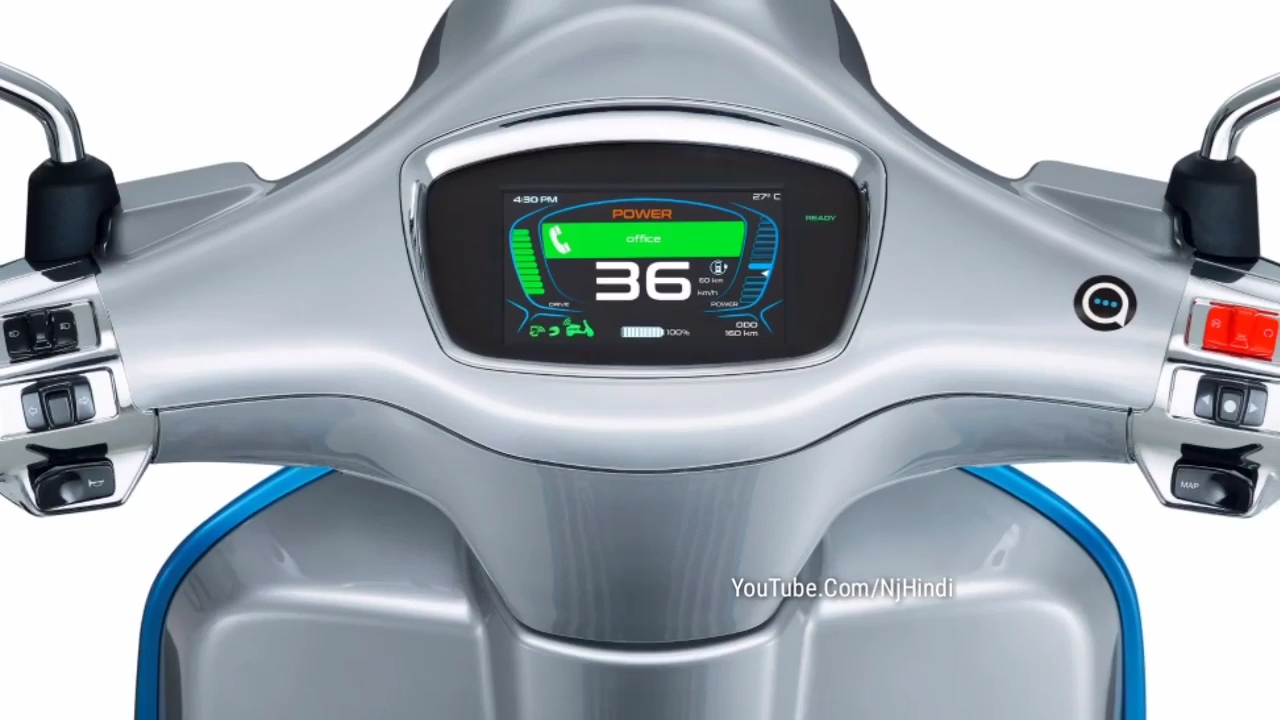 4:30 PM
27° C
POWER
READY
office
36
60 km
km/h
DRIVE
POWER
100%
ODO
160 km
MAP
YouTube.Com/NjHindi